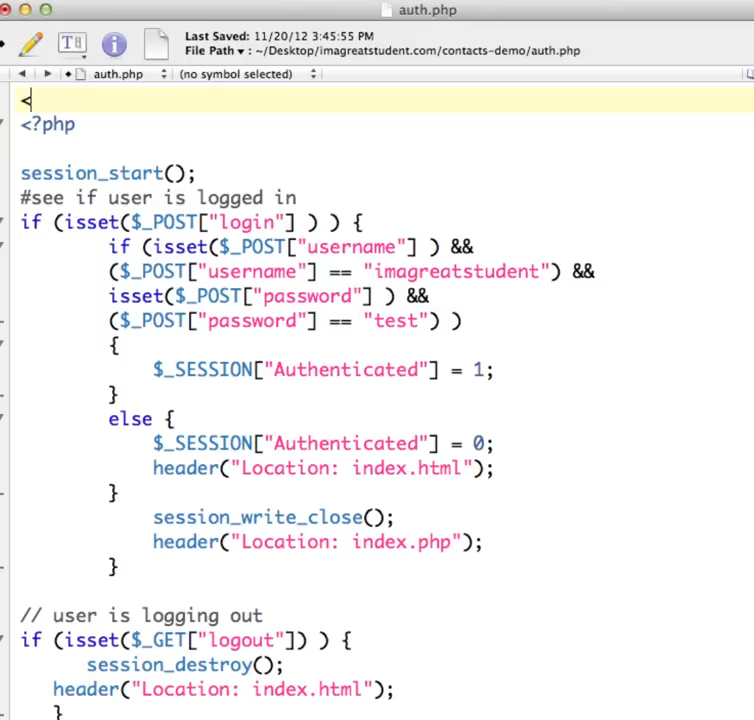 auth.php
Last Saved: 11/20/12 3:45:55 PM
File Path ▾ : ~/Desktop/imagreatstudent.com/contacts-demo/auth.php
auth.php (no symbol selected)
<
<?php
session_start();
#see if user is logged in
if (isset($_POST["login"] ) ) {
if (isset($_POST["username"] ) &&
($_POST["username"] == "imagreatstudent") &&
isset($_POST["password"] ) &&
($_POST["password"] == "test") )
{
$_SESSION["Authenticated"] = 1;
}
else {
$_SESSION["Authenticated"] = 0;
header("Location: index.html");
}
session_write_close();
header("Location: index.php");
}
// user is logging out
if (isset($_GET["logout"]) ) {
session_destroy();
header("Location: index.html");
}